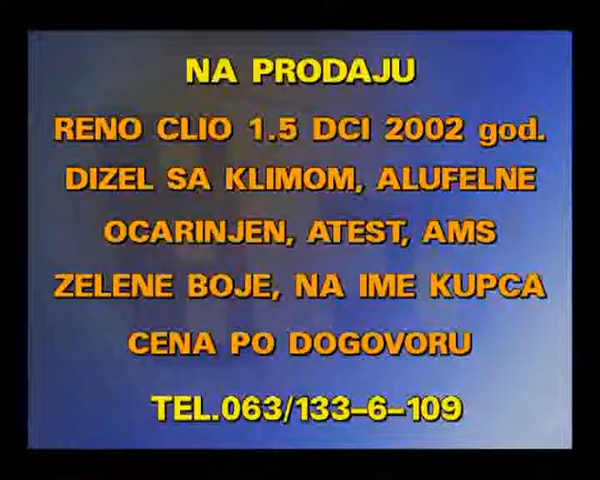 NA PRODAJU
RENO CLIO 1.5 DCI 2002 god.
DIZEL SA KLIMOM, ALUFELNE
OCARINJEN, ATEST, AMS
ZELENE BOJE, NA IME KUPCA
CENA PO DOGOVORU
TEL.063/133-6-109